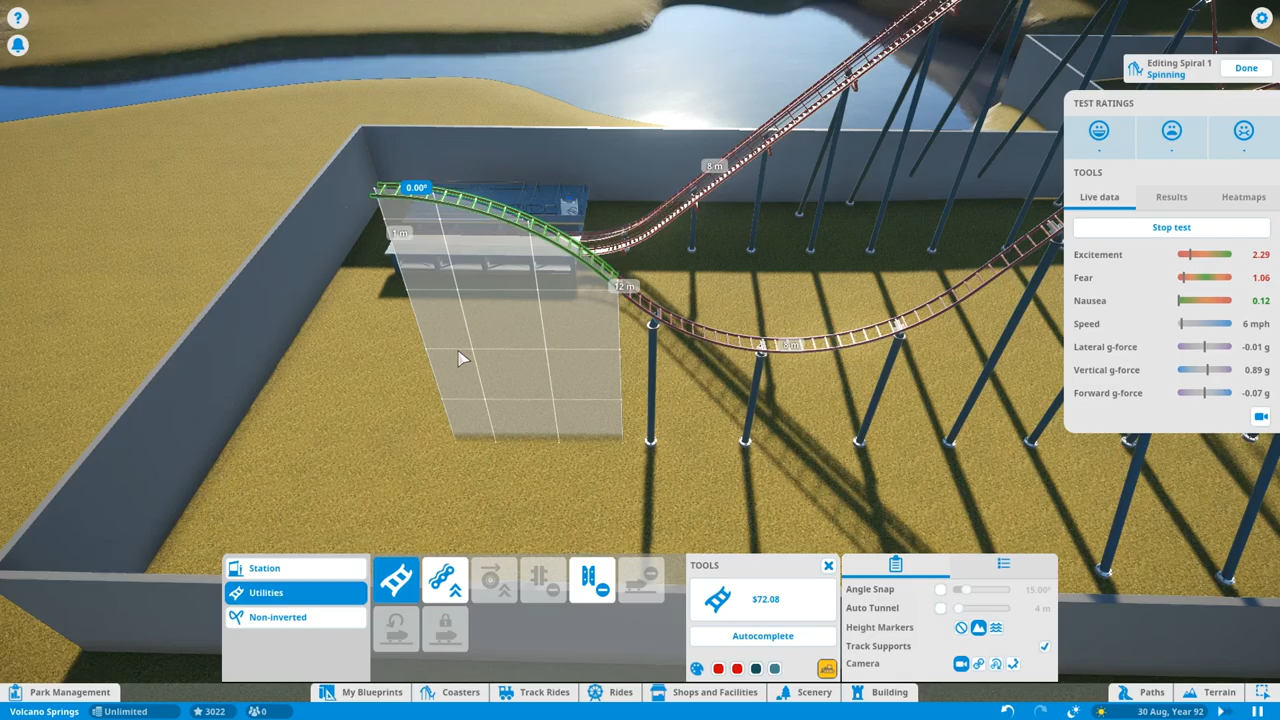 ?
Editing Spiral 1
Spinning
Done
TEST RATINGS
- - -
TOOLS
Live data Results Heatmaps
Stop test
Excitement 2.29
Fear 1.06
Nausea 0.12
Speed 6 mph
Lateral g-force -0.01 g
Vertical g-force 0.89 g
Forward g-force -0.07 g
8 m
0.00°
1 m
12 m
Station
Utilities
Non-inverted
TOOLS
$72.08
Autocomplete
Angle Snap 15.00°
Auto Tunnel 4 m
Height Markers
Track Supports
Camera
Park Management My Blueprints Coasters Track Rides Rides Shops and Facilities Scenery Building Paths Terrain
Volcano Springs Unlimited 3022 0 30 Aug, Year 92